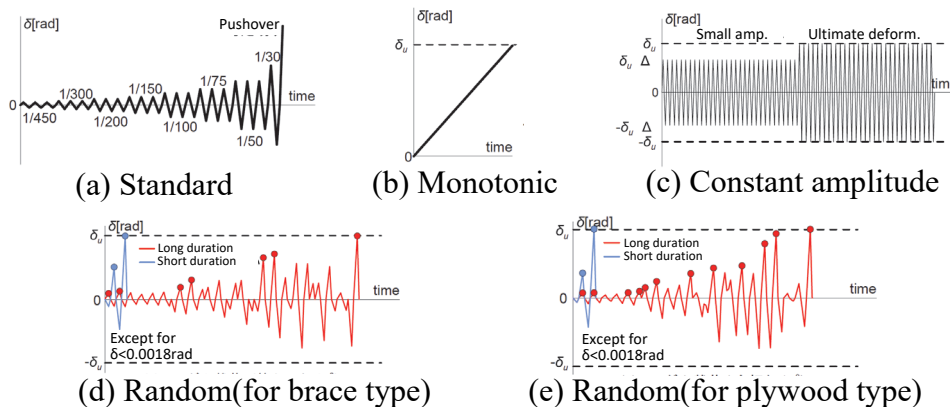 δ[rad]
Pushover
1/30
1/75
1/150
1/300
0
time
1/450
1/200
1/100
1/50
(a) Standard
δ[rad]
δu
0
time
(b) Monotonic
δ[rad]
Small amp.
Ultimate deform.
δu
δu Δ
0
-δu Δ
-δu
(c) Constant amplitude
δ[rad]
δu
Long duration
Short duration
0
time
Except for
δ<0.0018rad
-δu
(d) Random(for brace type)
δ[rad]
δu
Long duration
Short duration
0
time
Except for
δ<0.0018rad
-δu
(e) Random(for plywood type)